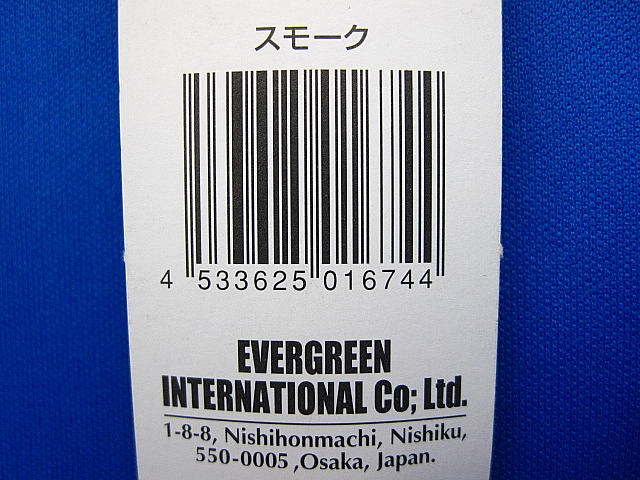 スモーク
4 533625 016744
EVERGREEN
INTERNATIONAL Co; Ltd.
1-8-8, Nishihonmachi, Nishiku,
550-0005 ,Osaka, Japan.